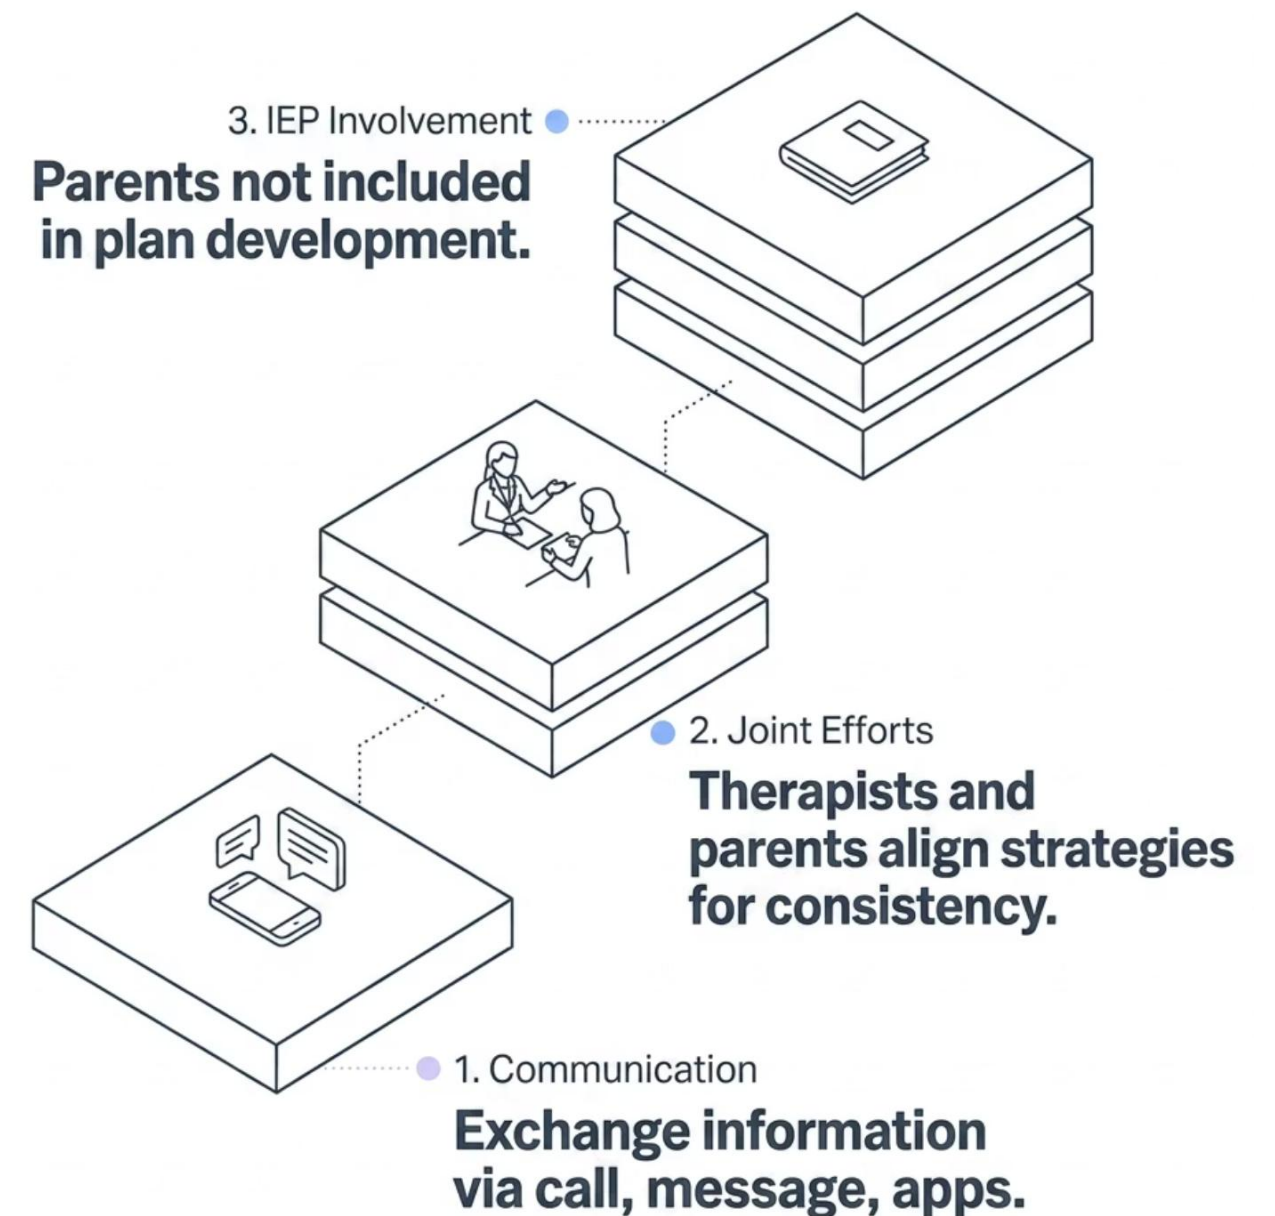 3. IEP Involvement
Parents not included
in plan development.
2. Joint Efforts
Therapists and
parents align strategies
for consistency.
1. Communication
Exchange information
via call, message, apps.